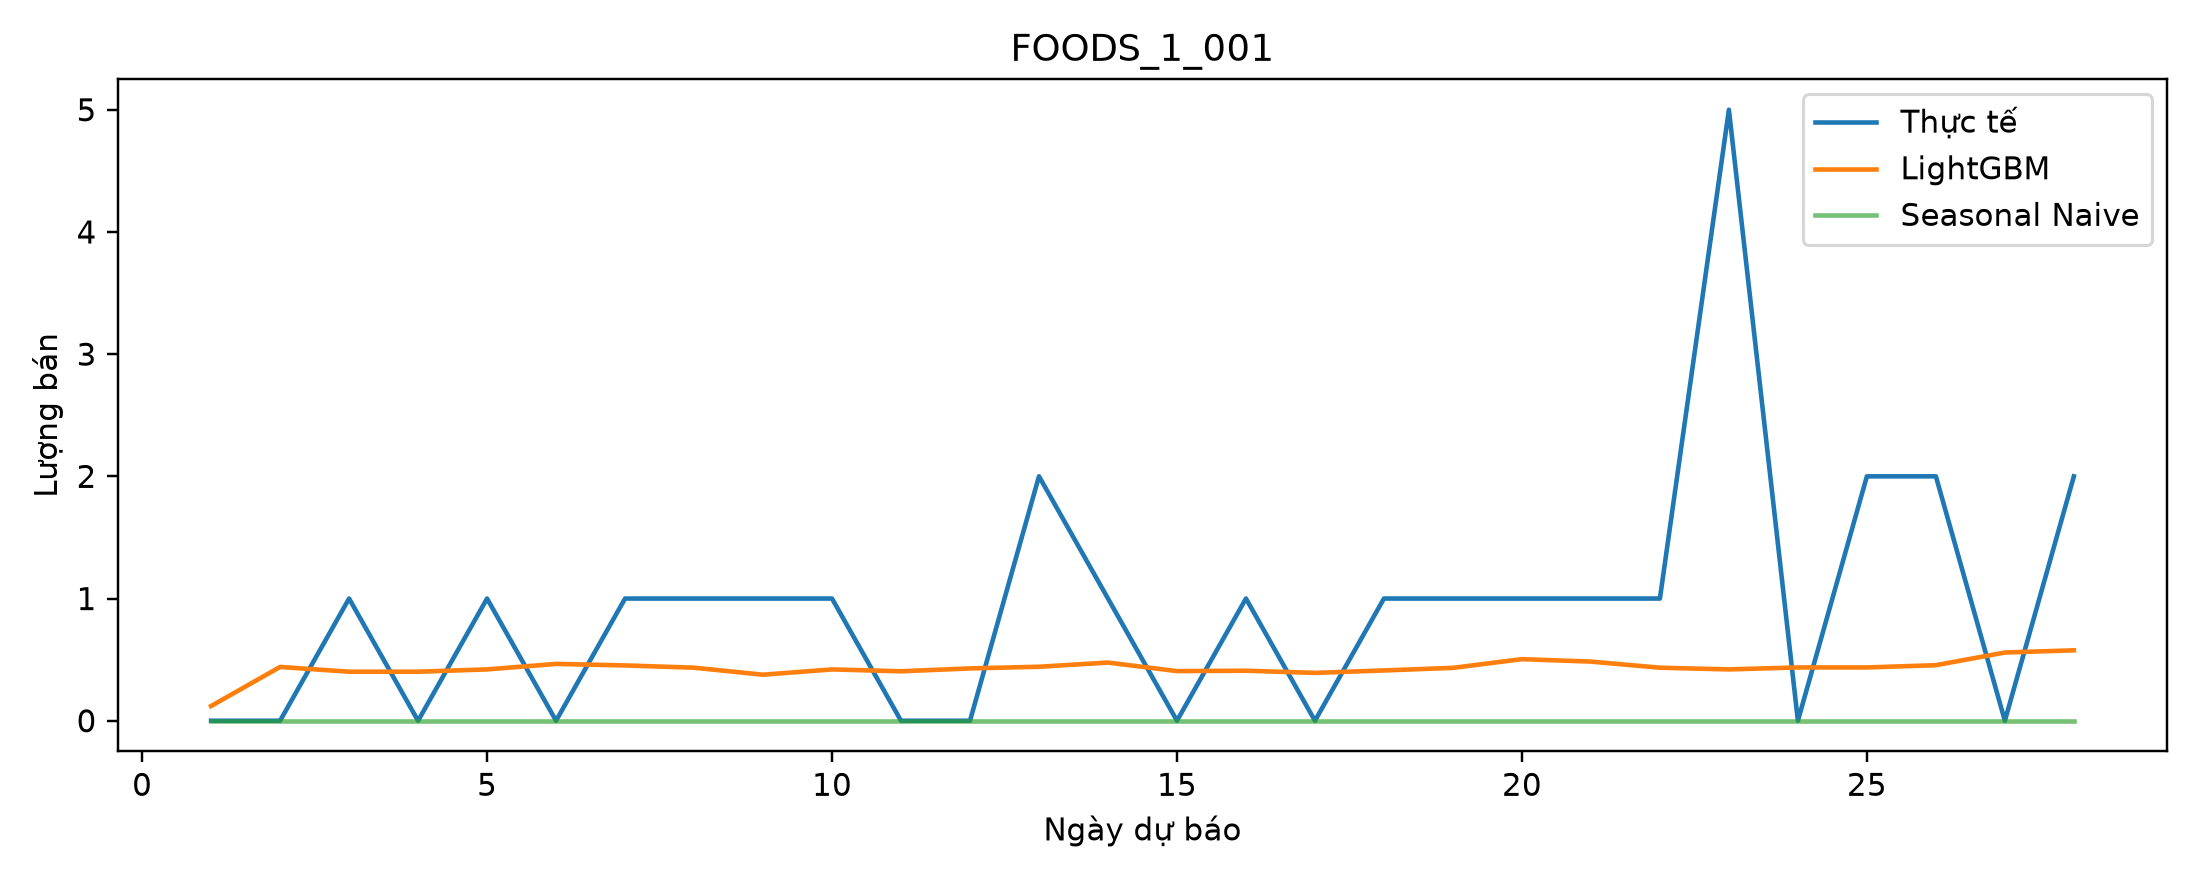 FOODS_1_001
Thực tế
LightGBM
Seasonal Naive
Lượng bán
5
4
3
2
1
0
0 5 10 15 20 25
Ngày dự báo